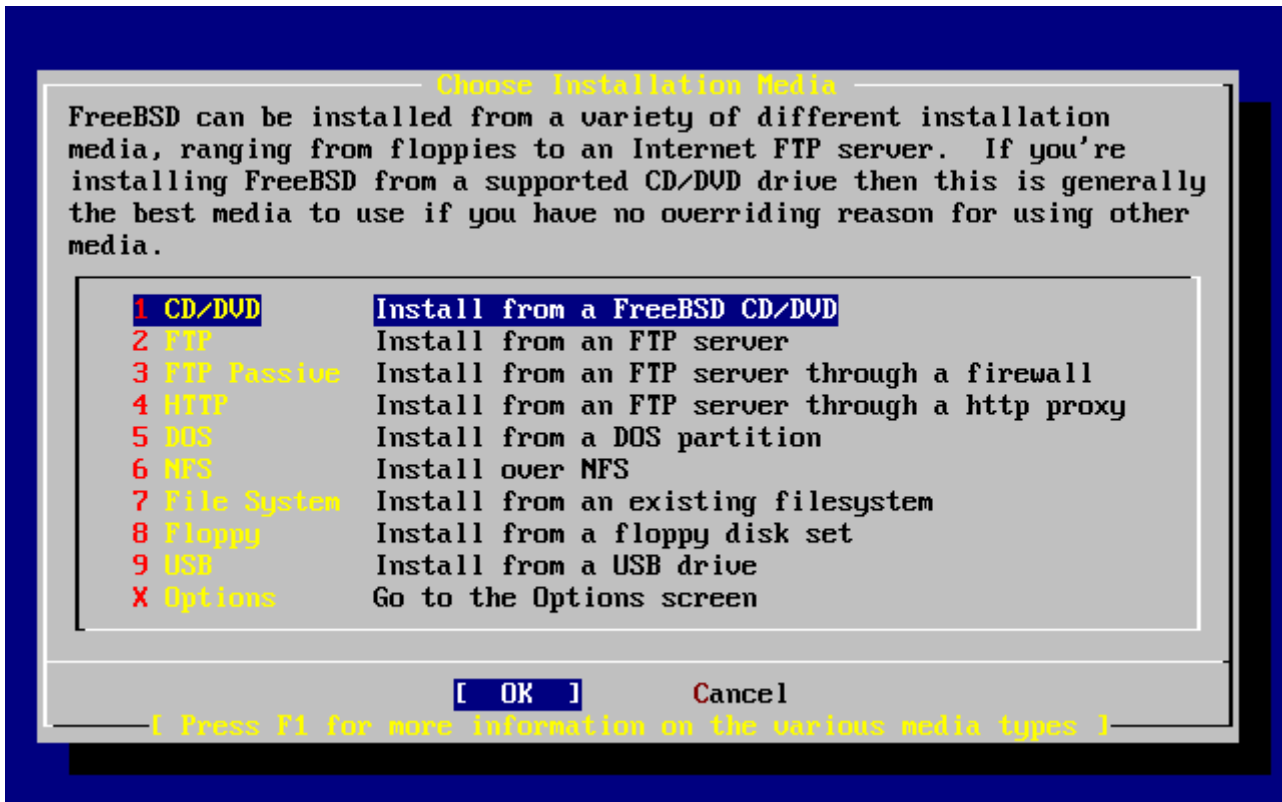 Choose Installation Media
FreeBSD can be installed from a variety of different installation
media, ranging from floppies to an Internet FTP server.  If you're
installing FreeBSD from a supported CD/DVD drive then this is generally
the best media to use if you have no overriding reason for using other
media.
1 CD/DVD Install from a FreeBSD CD/DVD
2 FTP Install from an FTP server
3 FTP Passive Install from an FTP server through a firewall
4 HTTP Install from an FTP server through a http proxy
5 DOS Install from a DOS partition
6 NFS Install over NFS
7 File System Install from an existing filesystem
8 Floppy Install from a floppy disk set
9 USB Install from a USB drive
X Options Go to the Options screen
[ OK ] Cancel
[ Press F1 for more information on the various media types ]